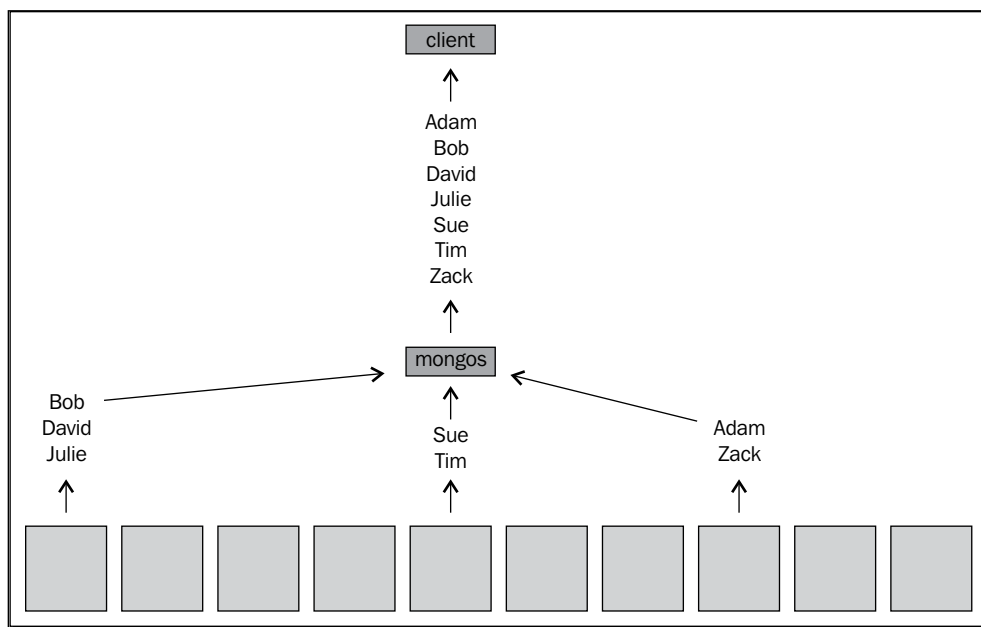 client
Adam
Bob
David
Julie
Sue
Tim
Zack
mongos
Bob
David
Julie
Sue
Tim
Adam
Zack